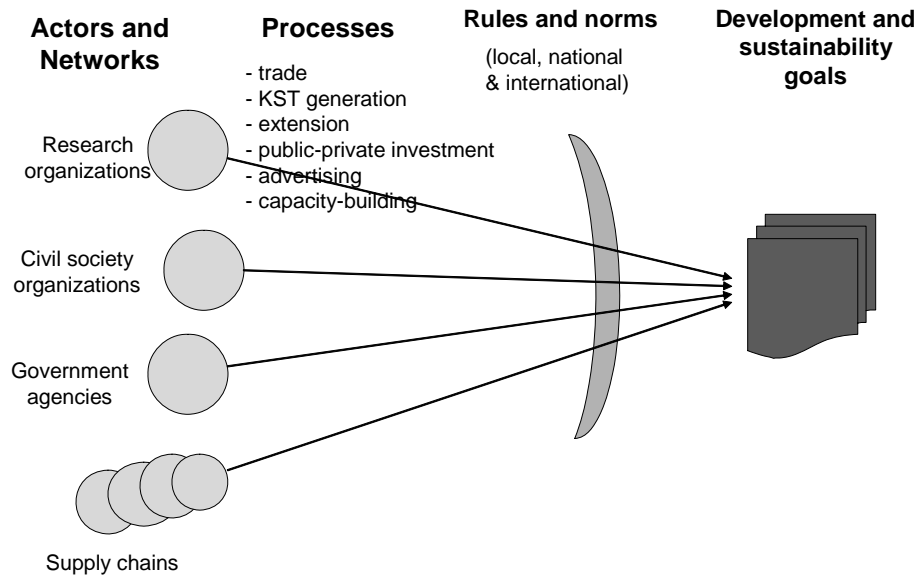 Actors and
Networks
Processes
- trade
- KST generation
- extension
- public-private investment
- advertising
- capacity-building
Rules and norms
(local, national
& international)
Development and
sustainability
goals
Research
organizations
Civil society
organizations
Government
agencies
Supply chains